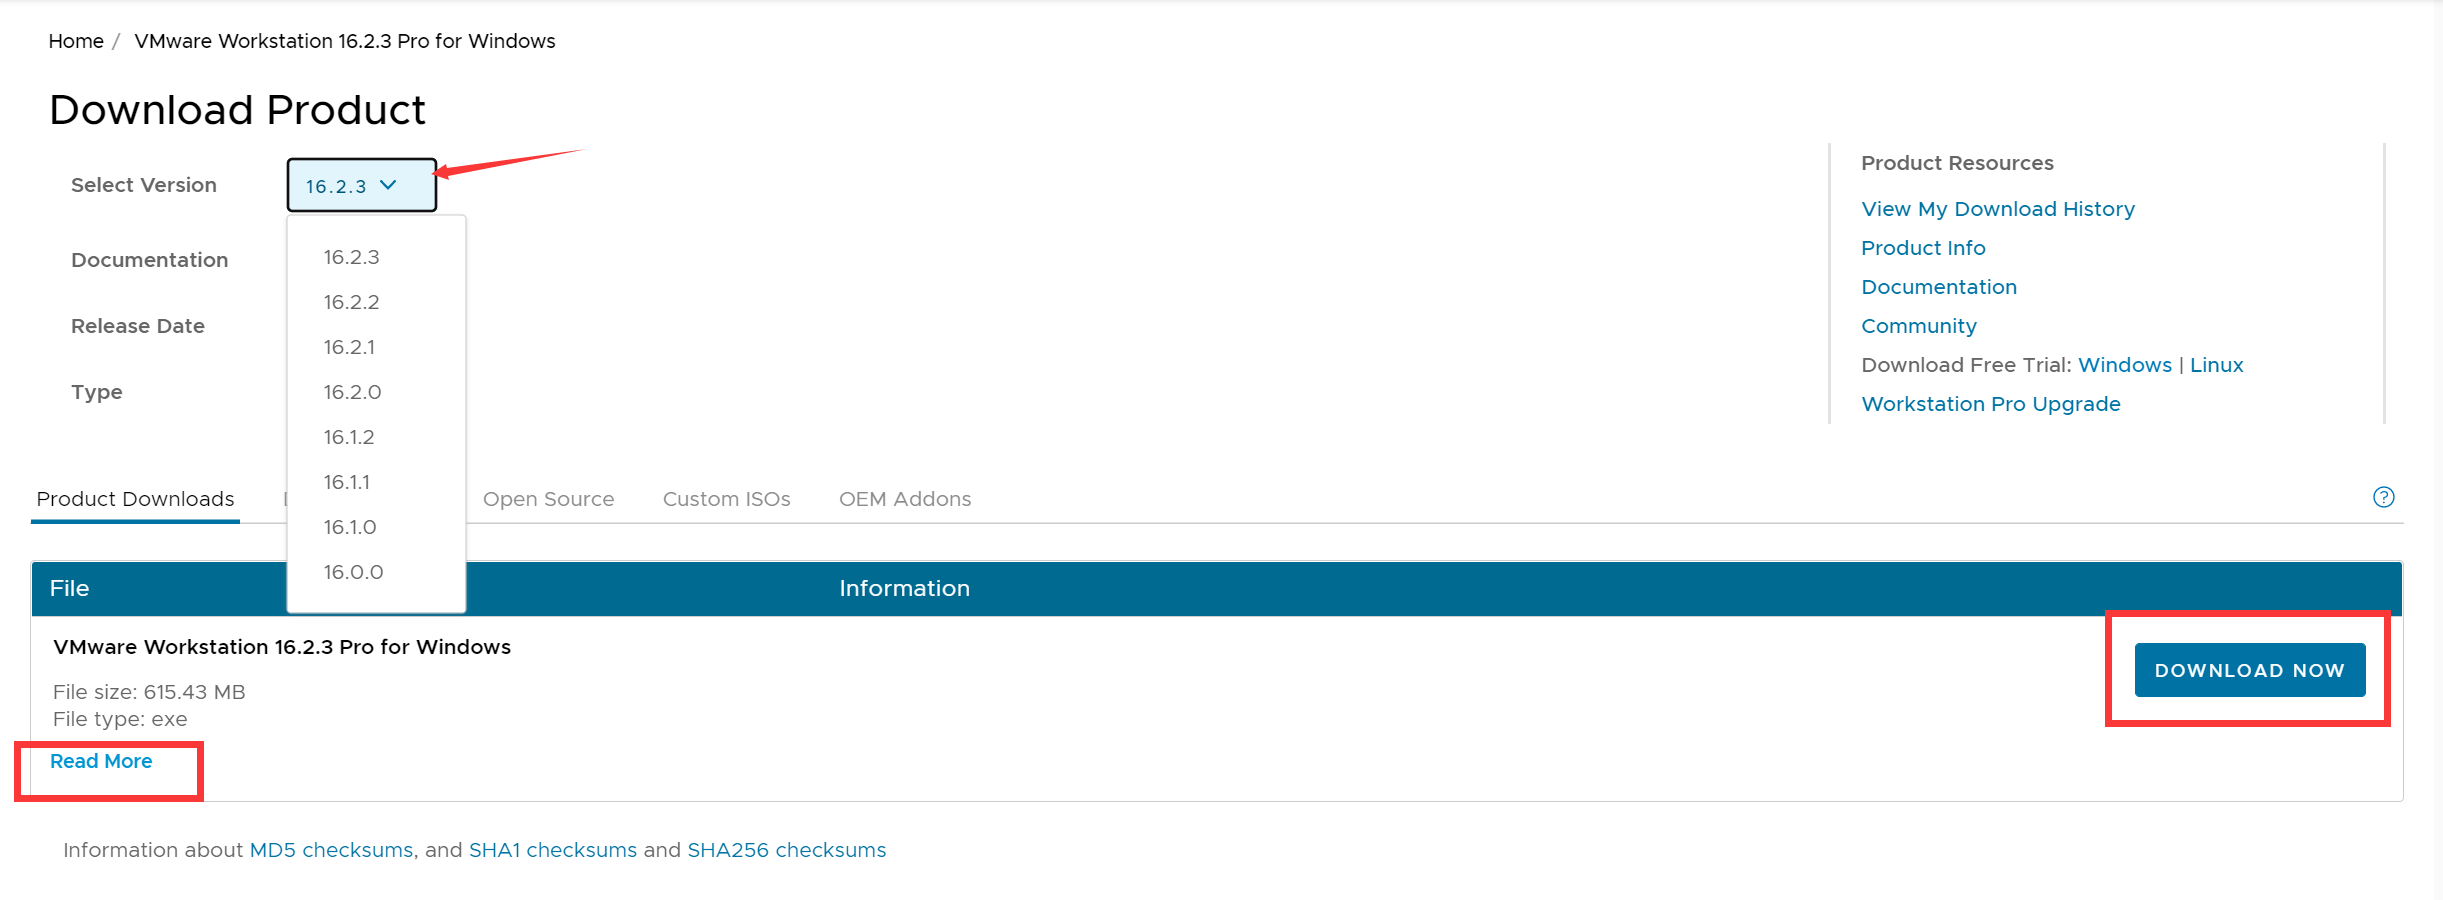 Home / VMware Workstation 16.2.3 Pro for Windows
Download Product
Select Version
16.2.3
Documentation
Release Date
Type
16.2.3
16.2.2
16.2.1
16.2.0
16.1.2
16.1.1
16.1.0
16.0.0
Product Resources
View My Download History
Product Info
Documentation
Community
Download Free Trial: Windows | Linux
Workstation Pro Upgrade
Product Downloads
Open Source
Custom ISOs
OEM Addons
?
File
Information
VMware Workstation 16.2.3 Pro for Windows
File size: 615.43 MB
File type: exe
Read More
DOWNLOAD NOW
Information about MD5 checksums, and SHA1 checksums and SHA256 checksums